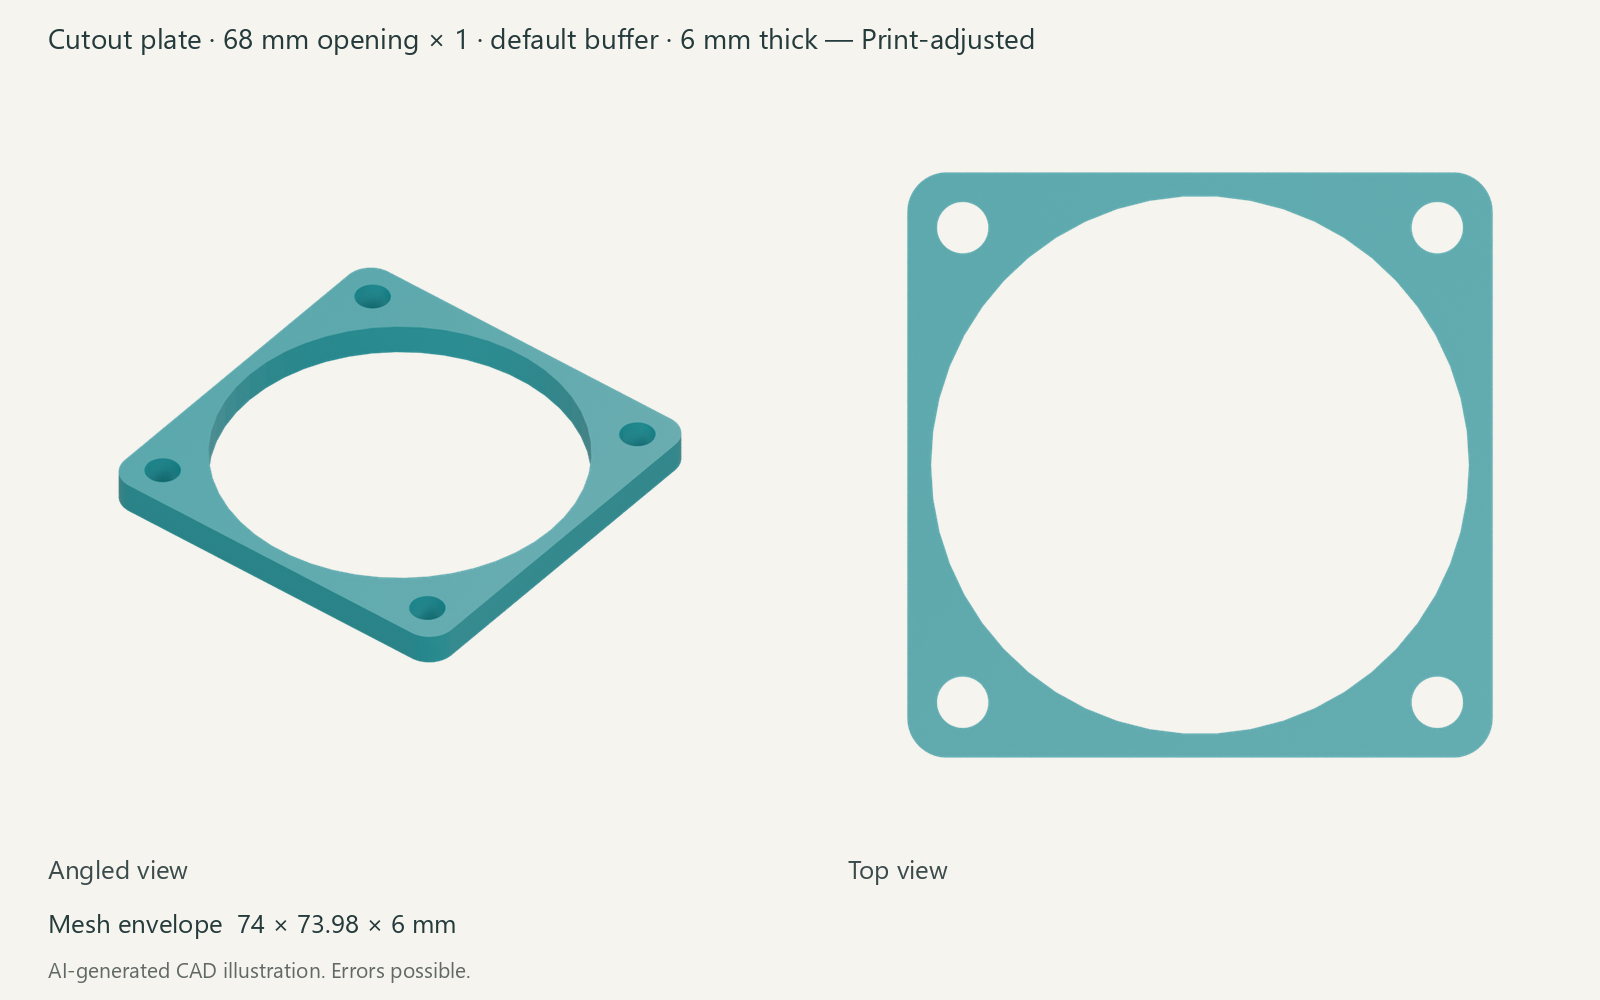 Cutout plate · 68 mm opening × 1 · default buffer · 6 mm thick — Print-adjusted
Angled view
Top view
Mesh envelope 74 × 73.98 × 6 mm
AI-generated CAD illustration. Errors possible.